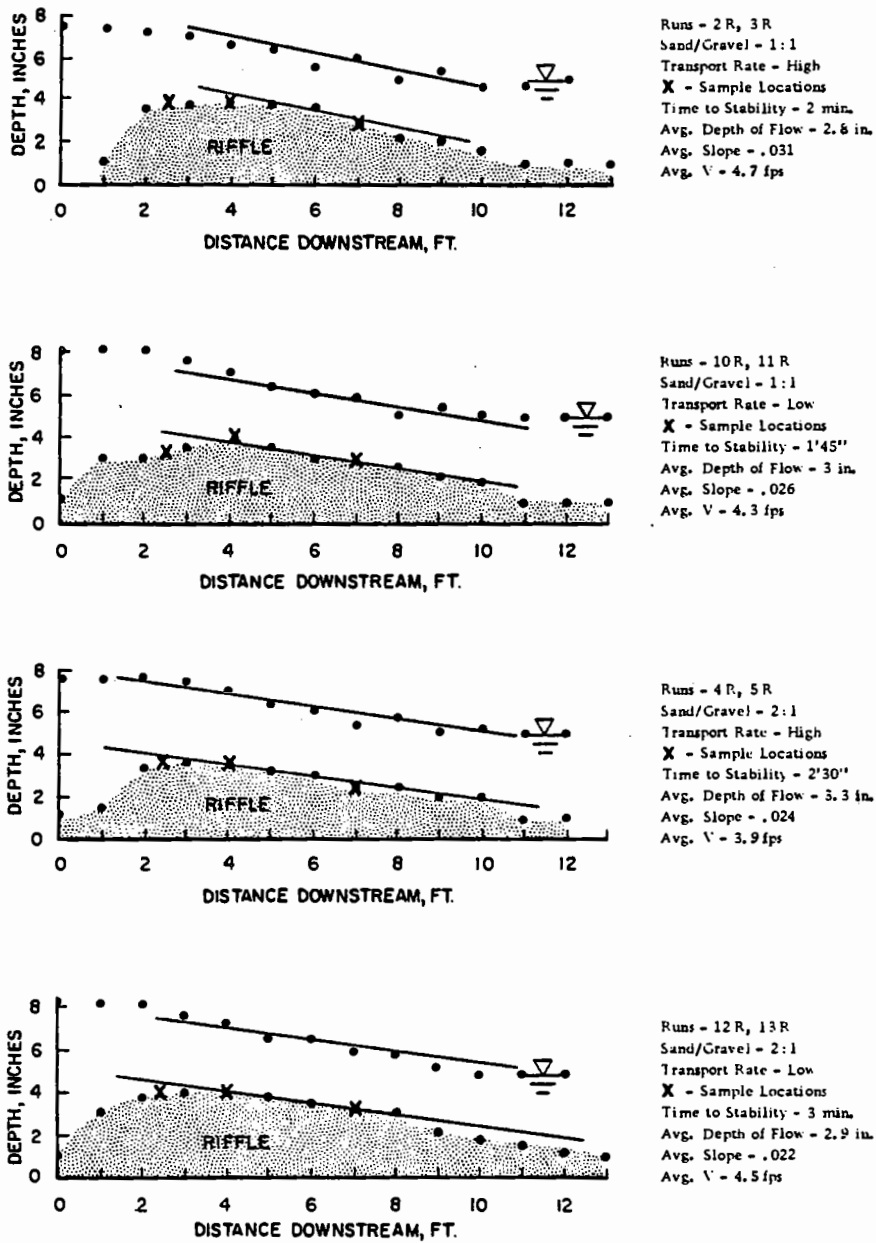 DEPTH, INCHES
8
6
4
2
0
RIFFLE
0 2 4 6 8 10 12
DISTANCE DOWNSTREAM, FT.
Runs - 2 R, 3 R
Sand/Gravel - 1:1
Transport Rate - High
X - Sample Locations
Time to Stability - 2 min.
Avg. Depth of Flow - 2.8 in.
Avg. Slope - .031
Avg. V - 4.7 fps
DEPTH, INCHES
8
6
4
2
0
RIFFLE
0 2 4 6 8 10 12
DISTANCE DOWNSTREAM, FT.
Runs - 10 R, 11 R
Sand/Gravel - 1:1
Transport Rate - Low
X - Sample Locations
Time to Stability - 1'45"
Avg. Depth of Flow - 3 in.
Avg. Slope - .026
Avg. V - 4.3 fps
DEPTH, INCHES
8
6
4
2
0
RIFFLE
0 2 4 6 8 10 12
DISTANCE DOWNSTREAM, FT.
Runs - 4 R, 5 R
Sand/Gravel - 2:1
Transport Rate - High
X - Sample Locations
Time to Stability - 2'30"
Avg. Depth of Flow - 3.3 in.
Avg. Slope - .024
Avg. V - 3.9 fps
DEPTH, INCHES
8
6
4
2
0
RIFFLE
0 2 4 6 8 10 12
DISTANCE DOWNSTREAM, FT.
Runs - 12 R, 13 R
Sand/Gravel - 2:1
Transport Rate - Low
X - Sample Locations
Time to Stability - 3 min.
Avg. Depth of Flow - 2.9 in.
Avg. Slope - .022
Avg. V - 4.5 fps